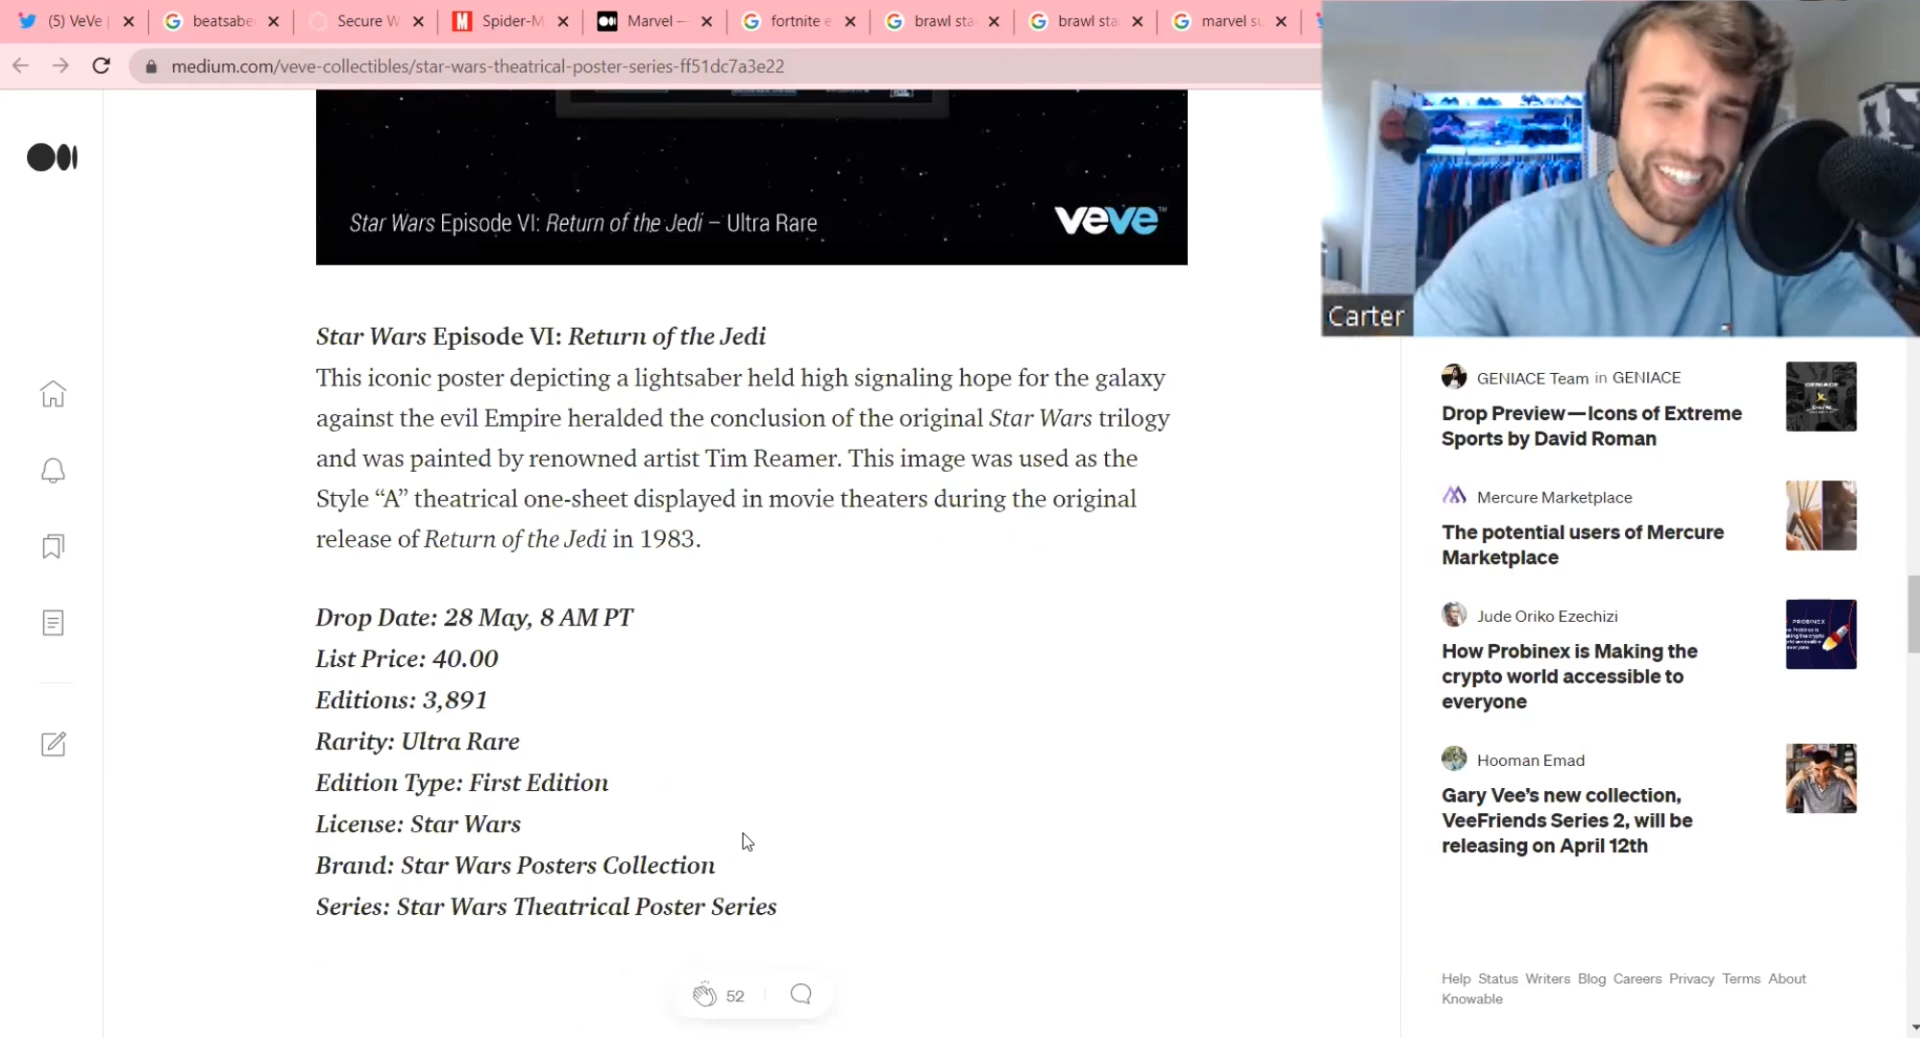 (5) VeVe |
beatsabe
Secure W
Spider-M
Marvel —
fortnite e
brawl sta
brawl sta
marvel su
medium.com/veve-collectibles/star-wars-theatrical-poster-series-ff51dc7a3e22
Carter
Star Wars Episode VI: Return of the Jedi – Ultra Rare
veve™
Star Wars Episode VI: Return of the Jedi
This iconic poster depicting a lightsaber held high signaling hope for the galaxy
against the evil Empire heralded the conclusion of the original Star Wars trilogy
and was painted by renowned artist Tim Reamer. This image was used as the
Style “A” theatrical one-sheet displayed in movie theaters during the original
release of Return of the Jedi in 1983.
Drop Date: 28 May, 8 AM PT
List Price: 40.00
Editions: 3,891
Rarity: Ultra Rare
Edition Type: First Edition
License: Star Wars
Brand: Star Wars Posters Collection
Series: Star Wars Theatrical Poster Series
52
GENIACE Team in GENIACE
Drop Preview — Icons of Extreme
Sports by David Roman
Mercure Marketplace
The potential users of Mercure
Marketplace
Jude Oriko Ezechizi
How Probinex is Making the
crypto world accessible to
everyone
PROBINEX
Hooman Emad
Gary Vee’s new collection,
VeeFriends Series 2, will be
releasing on April 12th
Help Status Writers Blog Careers Privacy Terms About
Knowable